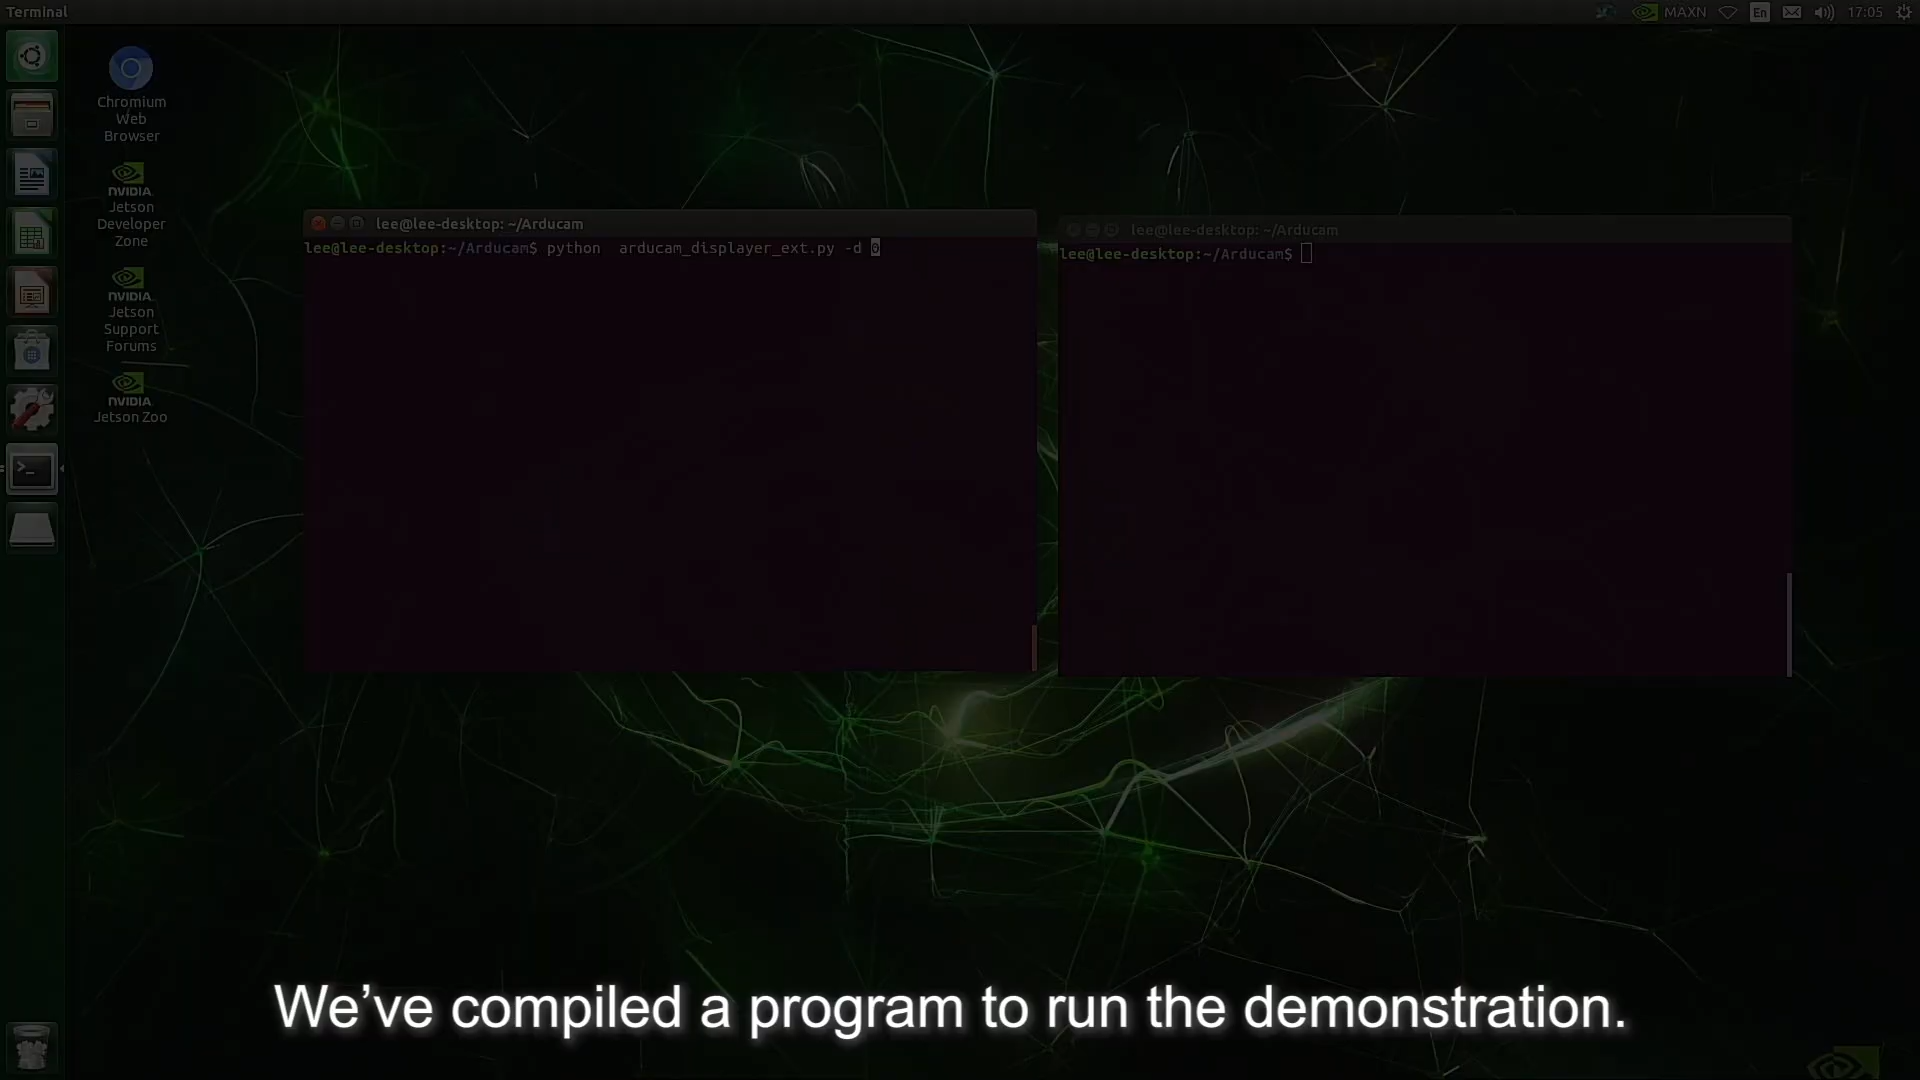 Terminal
MAXN
En
17:05
Chromium
Web
Browser
NVIDIA.
Jetson
Developer
Zone
NVIDIA.
Jetson
Support
Forums
NVIDIA.
Jetson Zoo
lee@lee-desktop: ~/Arducam
lee@lee-desktop:~/Arducam$ python  arducam_displayer_ext.py -d 0
lee@lee-desktop: ~/Arducam
lee@lee-desktop:~/Arducam$
We’ve compiled a program to run the demonstration.